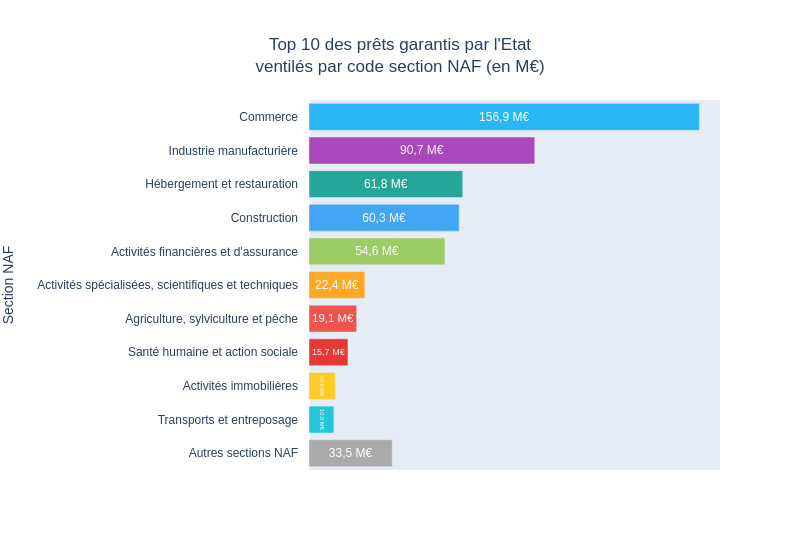 Top 10 des prêts garantis par l'Etat
ventilés par code section NAF (en M€)
Section NAF
Commerce 156,9 M€
Industrie manufacturière 90,7 M€
Hébergement et restauration 61,8 M€
Construction 60,3 M€
Activités financières et d'assurance 54,6 M€
Activités spécialisées, scientifiques et techniques 22,4 M€
Agriculture, sylviculture et pêche 19,1 M€
Santé humaine et action sociale 15,7 M€
Activités immobilières
Transports et entreposage
Autres sections NAF 33,5 M€